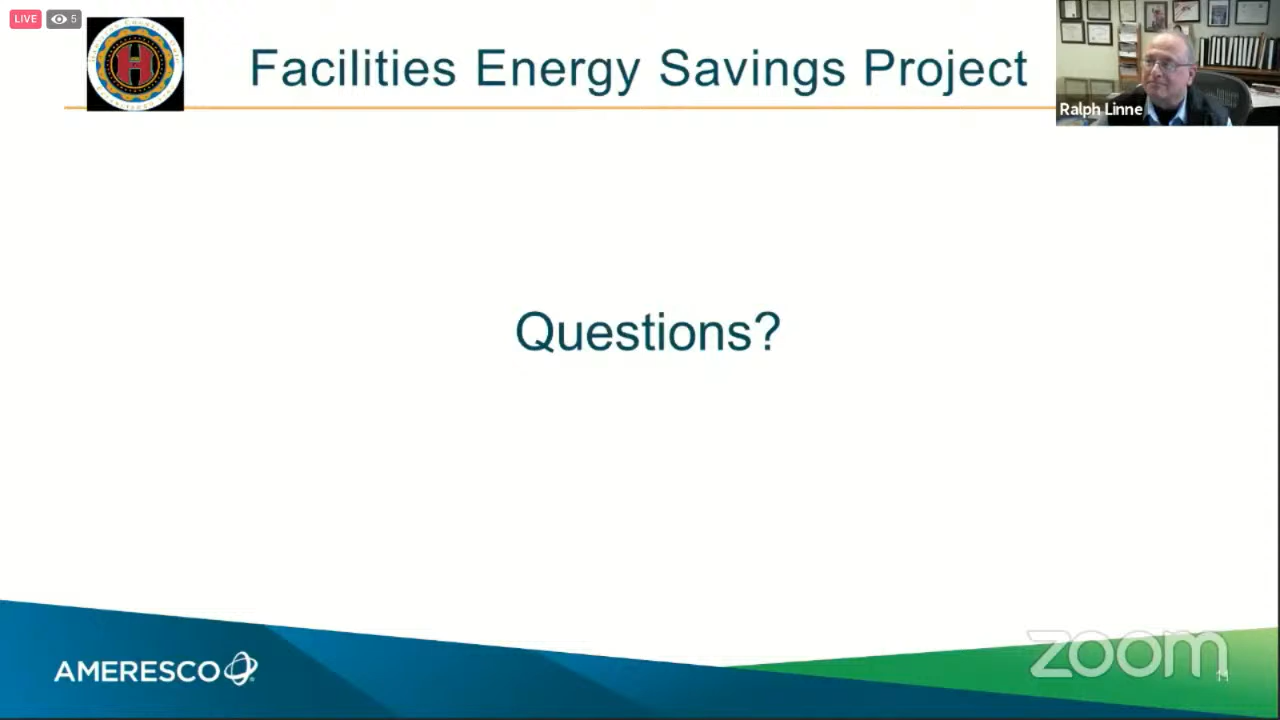 LIVE 5
Facilities Energy Savings Project
Ralph Linne
Questions?
AMERESCO
zoom